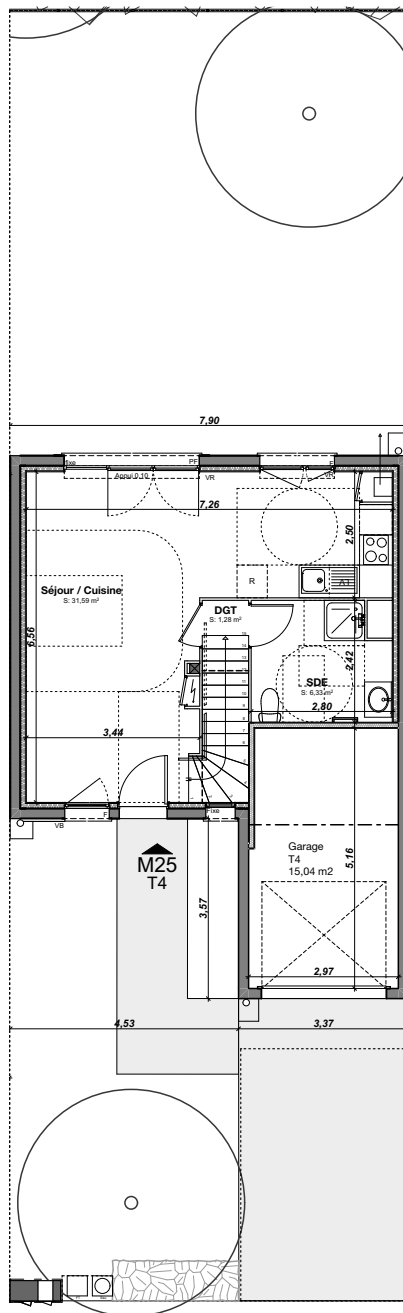 7,90
Fixe
PF
F
Appui 0,10
VR
VR
7,26
2,50
Séjour / Cuisine
S: 31,59 m²
R
DGT
S: 1,28 m²
6,56
2,42
SDE
S: 6,33 m²
2,80
3,44
VB
F
Fixe
M25
T4
Garage
T4
15,04 m2
5,16
3,57
2,97
4,53
3,37